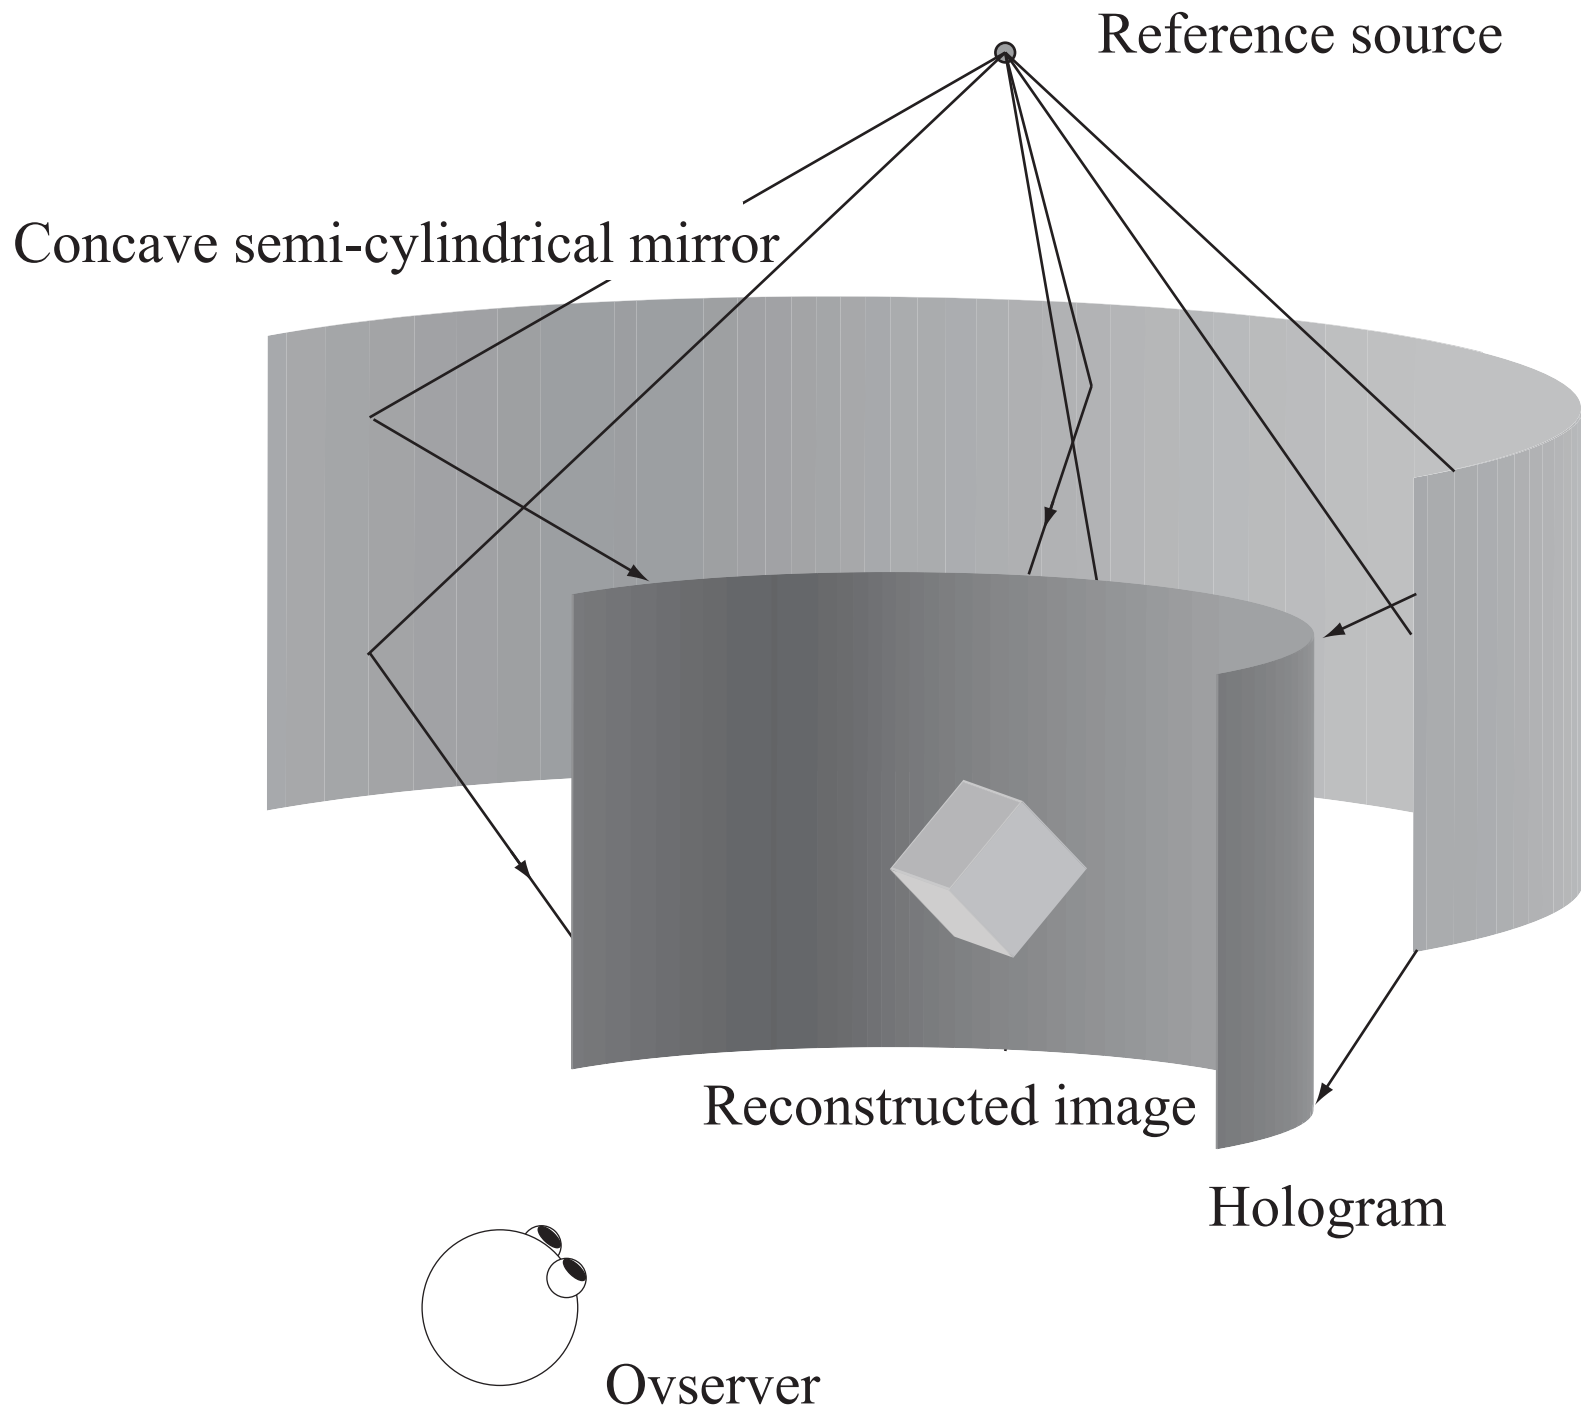 Reference source
Concave semi-cylindrical mirror
Reconstructed image
Hologram
Ovserver